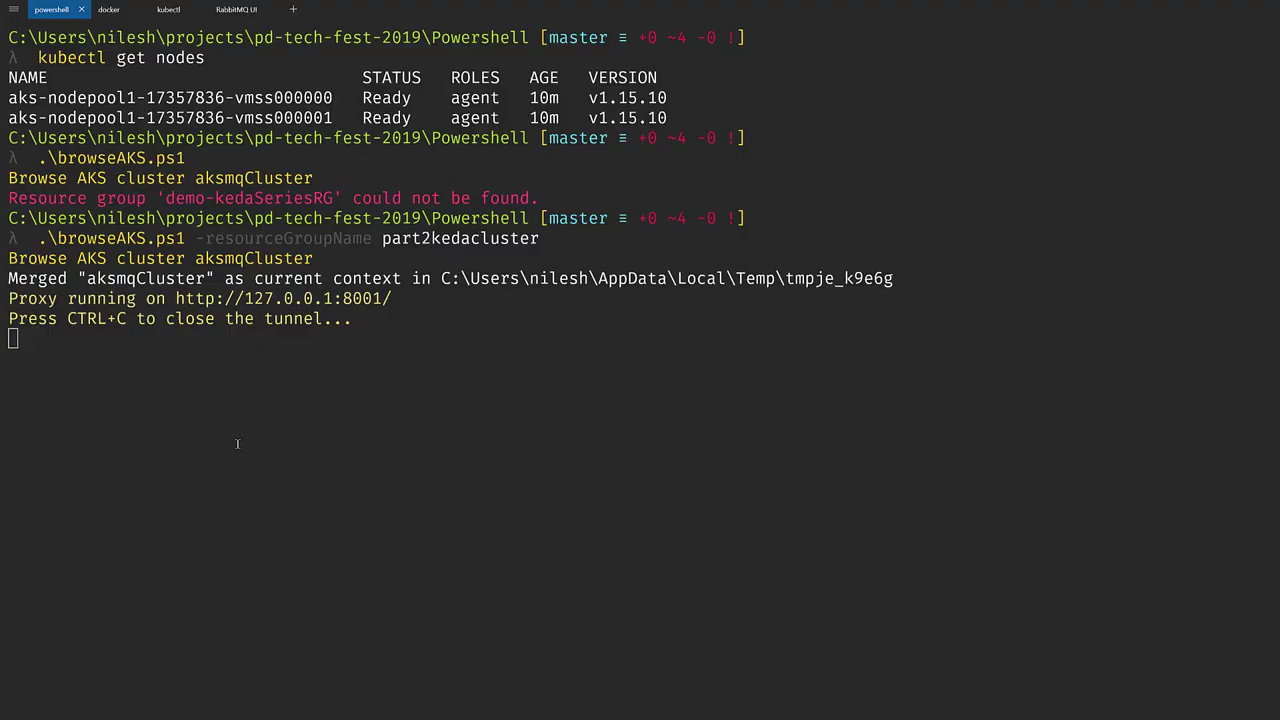 powershell docker kubectl RabbitMQ UI
C:\Users\nilesh\projects\pd-tech-fest-2019\Powershell [master ≡ +0 ~4 -0 !]
λ kubectl get nodes
NAME STATUS ROLES AGE VERSION
aks-nodepool1-17357836-vmss000000 Ready agent 10m v1.15.10
aks-nodepool1-17357836-vmss000001 Ready agent 10m v1.15.10
C:\Users\nilesh\projects\pd-tech-fest-2019\Powershell [master ≡ +0 ~4 -0 !]
λ .\browseAKS.ps1
Browse AKS cluster aksmqCluster
Resource group 'demo-kedaSeriesRG' could not be found.
C:\Users\nilesh\projects\pd-tech-fest-2019\Powershell [master ≡ +0 ~4 -0 !]
λ .\browseAKS.ps1 -resourceGroupName part2kedacluster
Browse AKS cluster aksmqCluster
Merged "aksmqCluster" as current context in C:\Users\nilesh\AppData\Local\Temp\tmpje_k9e6g
Proxy running on http://127.0.0.1:8001/
Press CTRL+C to close the tunnel...